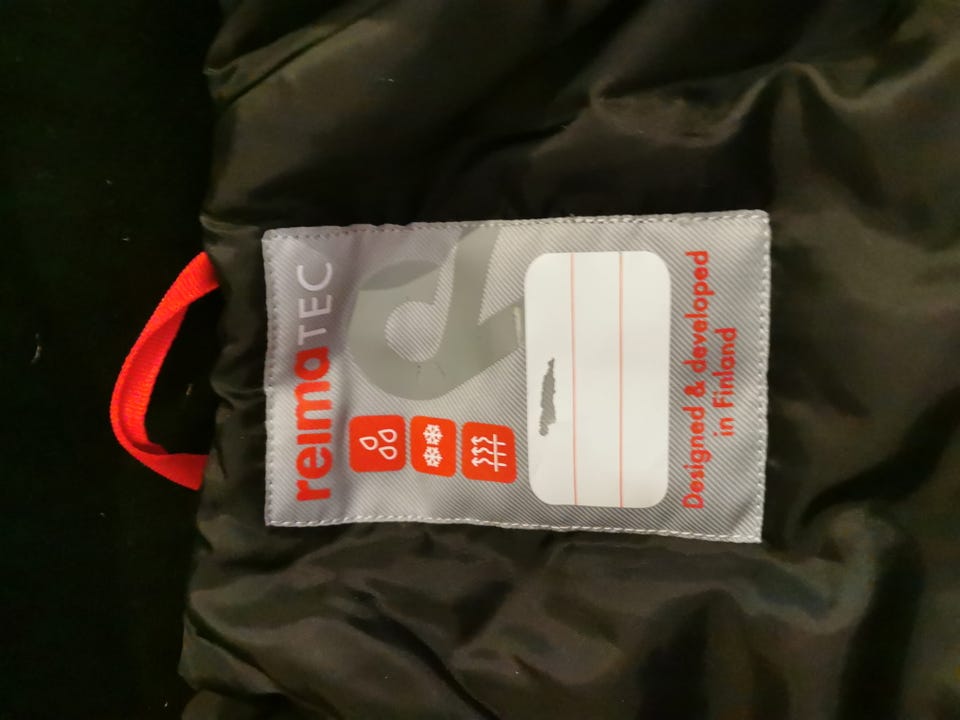 reimaTEC
Designed & developed
in Finland